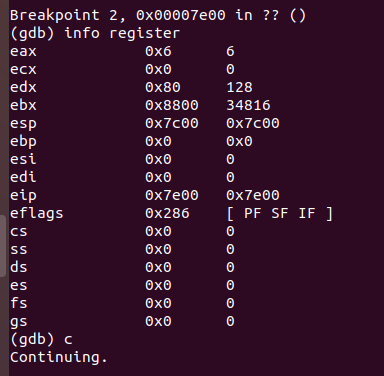 Breakpoint 2, 0x00007e00 in ?? ()
(gdb) info register
eax 0x6 6
ecx 0x0 0
edx 0x80 128
ebx 0x8800 34816
esp 0x7c00 0x7c00
ebp 0x0 0x0
esi 0x0 0
edi 0x0 0
eip 0x7e00 0x7e00
eflags 0x286 [ PF SF IF ]
cs 0x0 0
ss 0x0 0
ds 0x0 0
es 0x0 0
fs 0x0 0
gs 0x0 0
(gdb) c
Continuing.